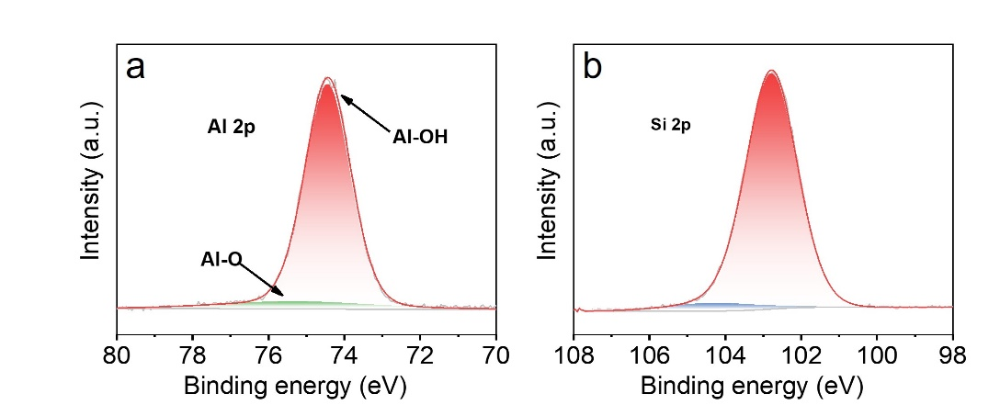 a
Al 2p
Al-OH
Al-O
Intensity (a.u.)
80 78 76 74 72 70
Binding energy (eV)
b
Si 2p
Intensity (a.u.)
108 106 104 102 100 98
Binding energy (eV)